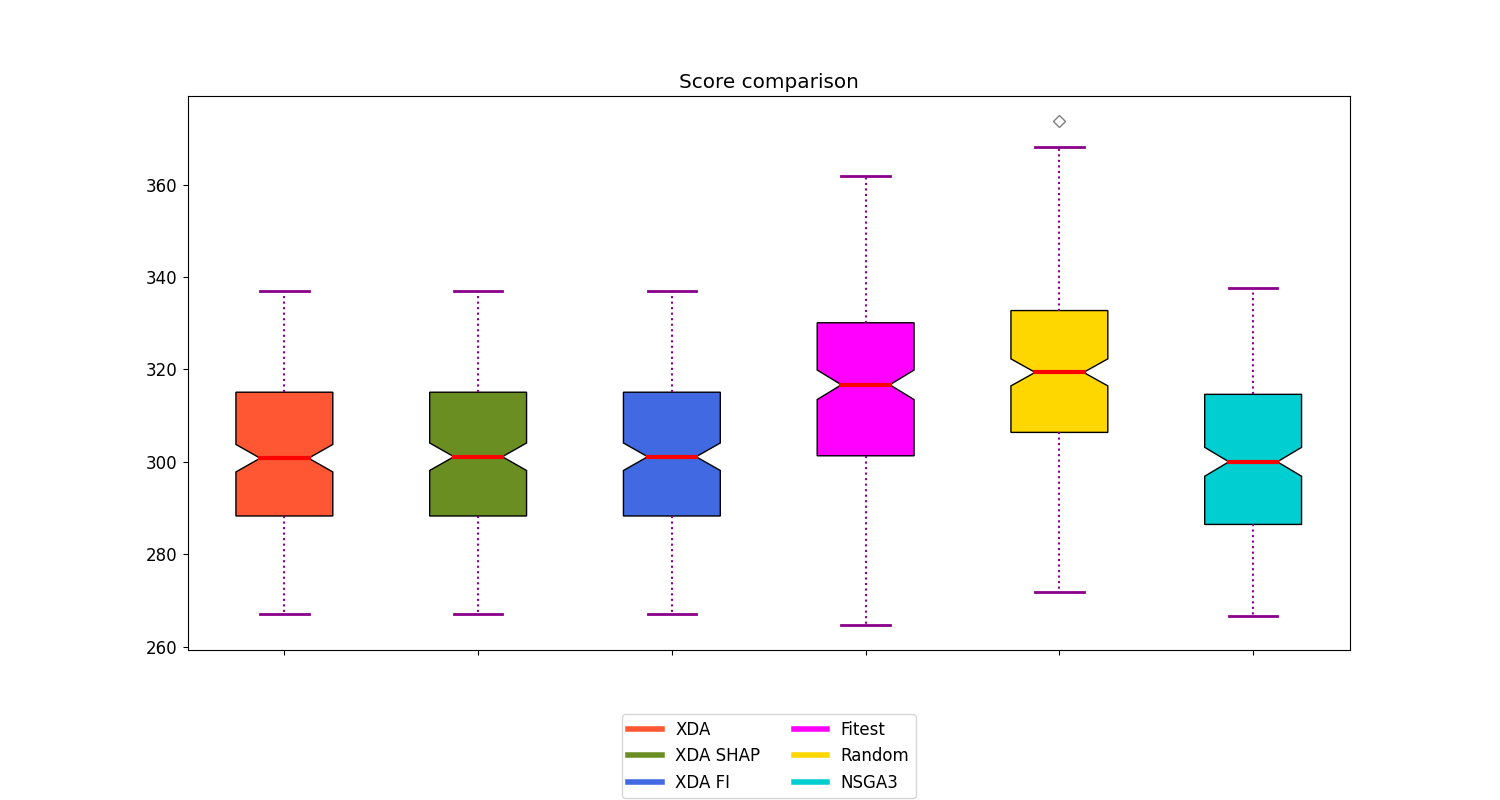 Score comparison
360
340
320
300
280
260
XDA
XDA SHAP
XDA FI
Fitest
Random
NSGA3